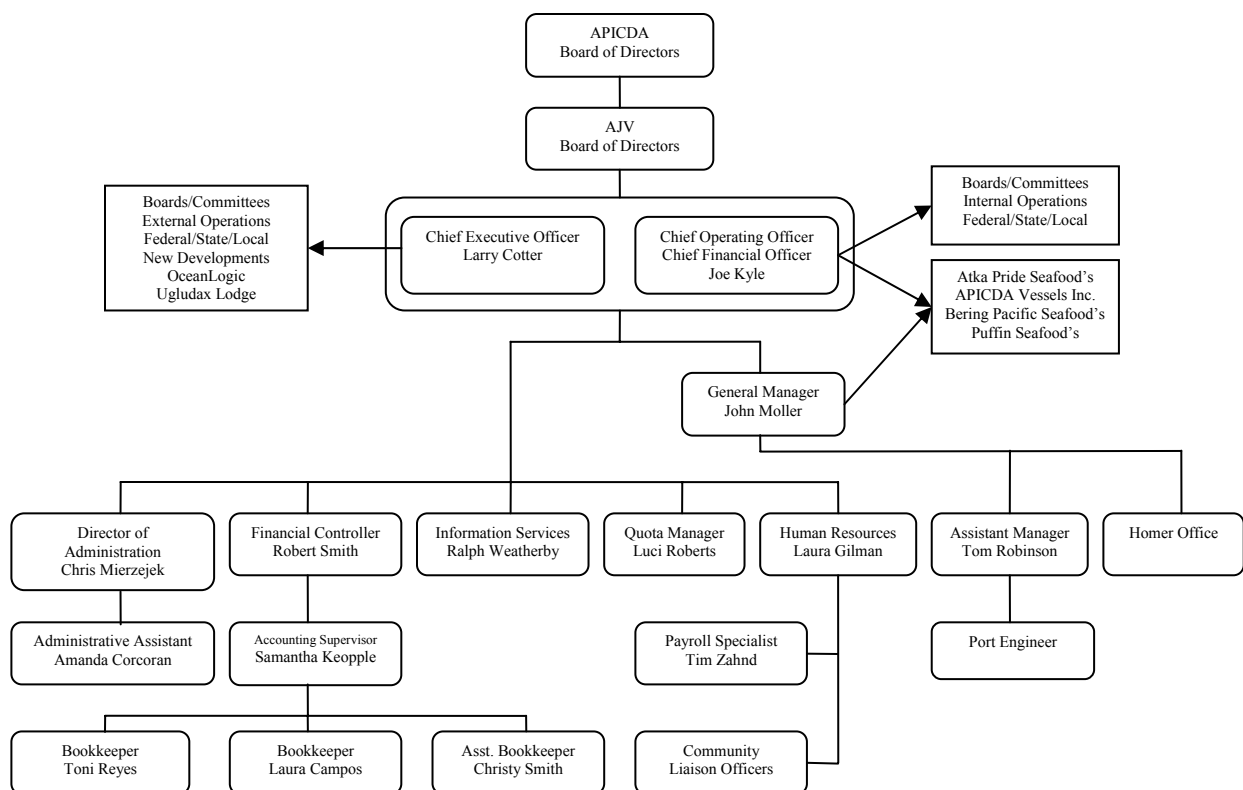 APICDA
Board of Directors
AJV
Board of Directors
Boards/Committees
External Operations
Federal/State/Local
New Developments
OceanLogic
Ugludax Lodge
Chief Executive Officer
Larry Cotter
Chief Operating Officer
Chief Financial Officer
Joe Kyle
Boards/Committees
Internal Operations
Federal/State/Local
Atka Pride Seafood’s
APICDA Vessels Inc.
Bering Pacific Seafood’s
Puffin Seafood’s
General Manager
John Moller
Director of
Administration
Chris Mierzejek
Financial Controller
Robert Smith
Information Services
Ralph Weatherby
Quota Manager
Luci Roberts
Human Resources
Laura Gilman
Assistant Manager
Tom Robinson
Homer Office
Administrative Assistant
Amanda Corcoran
Accounting Supervisor
Samantha Keopple
Payroll Specialist
Tim Zahnd
Port Engineer
Bookkeeper
Toni Reyes
Bookkeeper
Laura Campos
Asst. Bookkeeper
Christy Smith
Community
Liaison Officers